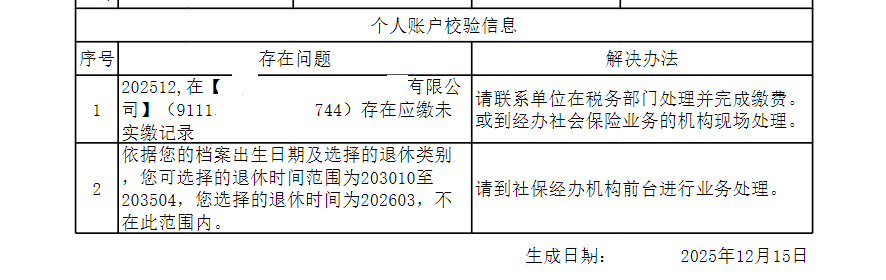 个人账户校验信息
序号 存在问题 解决办法
1
202512,在【 有限公
司】（9111 744）存在应缴未
实缴记录
请联系单位在税务部门处理并完成缴费。
或到经办社会保险业务的机构现场处理。
2
依据您的档案出生日期及选择的退休类别
，您可选择的退休时间范围为203010至
203504，您选择的退休时间为202603，不
在此范围内。
请到社保经办机构前台进行业务处理。
生成日期： 2025年12月15日